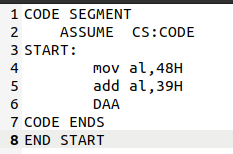 1 CODE SEGMENT
2     ASSUME  CS:CODE
3 START:
4         mov al,48H
5         add al,39H
6         DAA
7 CODE ENDS
8 END START